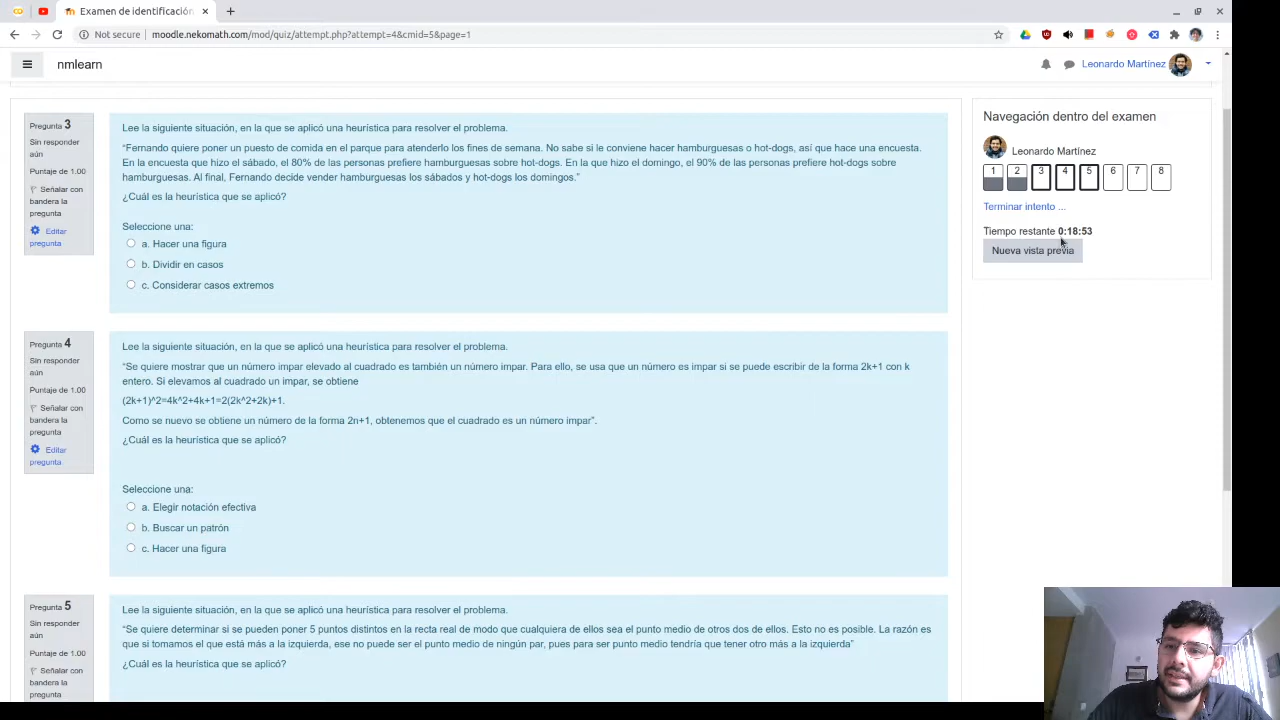 Examen de identificación
Not secure | moodle.nekomath.com/mod/quiz/attempt.php?attempt=4&cmid=5&page=1
nmlearn
Leonardo Martínez
Pregunta 3
Sin responder
aún
Puntaje de 1.00
Señalar con
bandera la
pregunta
Editar
pregunta
Lee la siguiente situación, en la que se aplicó una heurística para resolver el problema.
“Fernando quiere poner un puesto de comida en el parque para atenderlo los fines de semana. No sabe si le conviene hacer hamburguesas o hot-dogs, así que hace una encuesta.
En la encuesta que hizo el sábado, el 80% de las personas prefiere hamburguesas sobre hot-dogs. En la que hizo el domingo, el 90% de las personas prefiere hot-dogs sobre
hamburguesas. Al final, Fernando decide vender hamburguesas los sábados y hot-dogs los domingos.”
¿Cuál es la heurística que se aplicó?
Seleccione una:
a. Hacer una figura
b. Dividir en casos
c. Considerar casos extremos
Pregunta 4
Sin responder
aún
Puntaje de 1.00
Señalar con
bandera la
pregunta
Editar
pregunta
Lee la siguiente situación, en la que se aplicó una heurística para resolver el problema.
“Se quiere mostrar que un número impar elevado al cuadrado es también un número impar. Para ello, se usa que un número es impar si se puede escribir de la forma 2k+1 con k
entero. Si elevamos al cuadrado un impar, se obtiene
(2k+1)^2=4k^2+4k+1=2(2k^2+2k)+1.
Como se nuevo se obtiene un número de la forma 2n+1, obtenemos que el cuadrado es un número impar”.
¿Cuál es la heurística que se aplicó?
Seleccione una:
a. Elegir notación efectiva
b. Buscar un patrón
c. Hacer una figura
Pregunta 5
Sin responder
aún
Puntaje de 1.00
Señalar con
bandera la
pregunta
Lee la siguiente situación, en la que se aplicó una heurística para resolver el problema.
“Se quiere determinar si se pueden poner 5 puntos distintos en la recta real de modo que cualquiera de ellos sea el punto medio de otros dos de ellos. Esto no es posible. La razón es
que si tomamos el que está más a la izquierda, ese no puede ser el punto medio de ningún par, pues para ser punto medio tendría que tener otro más a la izquierda”
¿Cuál es la heurística que se aplicó?
Navegación dentro del examen
Leonardo Martínez
1 2 3 4 5 6 7 8
Terminar intento ...
Tiempo restante 0:18:53
Nueva vista previa